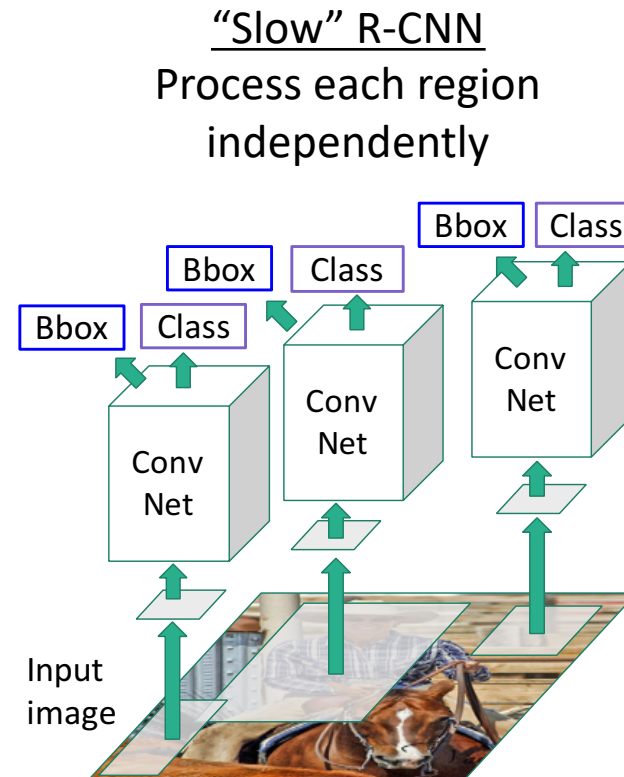 “Slow” R-CNN
Process each region
independently
Bbox
Class
Bbox
Class
Bbox
Class
Conv
Net
Conv
Net
Conv
Net
Input
image